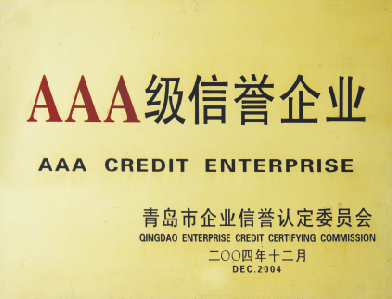 AAA级信誉企业
AAA CREDIT ENTERPRISE
青岛市企业信誉认定委员会
QINGDAO ENTERPRISE CREDIT CERTIFYING COMMISSION
二〇〇四年十二月
DEC.2004